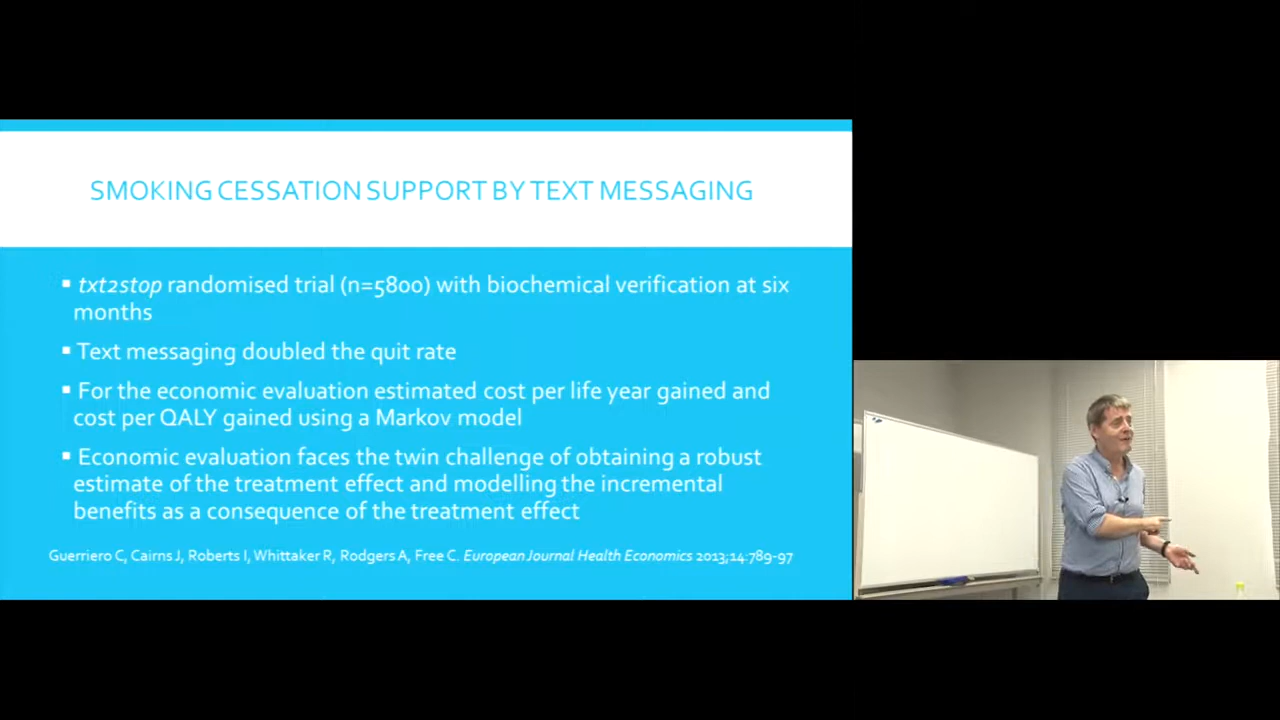 SMOKING CESSATION SUPPORT BY TEXT MESSAGING
▪ txt2stop randomised trial (n=5800) with biochemical verification at six
months
▪ Text messaging doubled the quit rate
▪ For the economic evaluation estimated cost per life year gained and
cost per QALY gained using a Markov model
▪ Economic evaluation faces the twin challenge of obtaining a robust
estimate of the treatment effect and modelling the incremental
benefits as a consequence of the treatment effect
Guerriero C, Cairns J, Roberts I, Whittaker R, Rodgers A, Free C. European Journal Health Economics 2013;14:789-97